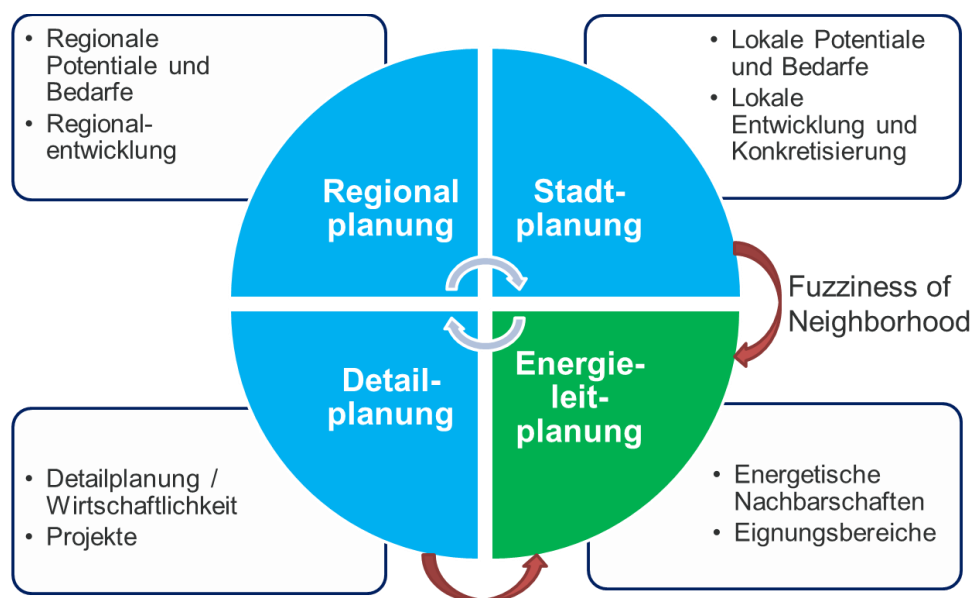 • Regionale
Potentiale und
Bedarfe
• Regional-
entwicklung
• Lokale Potentiale
und Bedarfe
• Lokale
Entwicklung und
Konkretisierung
Regional
planung
Stadt-
planung
Fuzziness of
Neighborhood
Detail-
planung
Energie-
leit-
planung
• Detailplanung /
Wirtschaftlichkeit
• Projekte
• Energetische
Nachbarschaften
• Eignungsbereiche